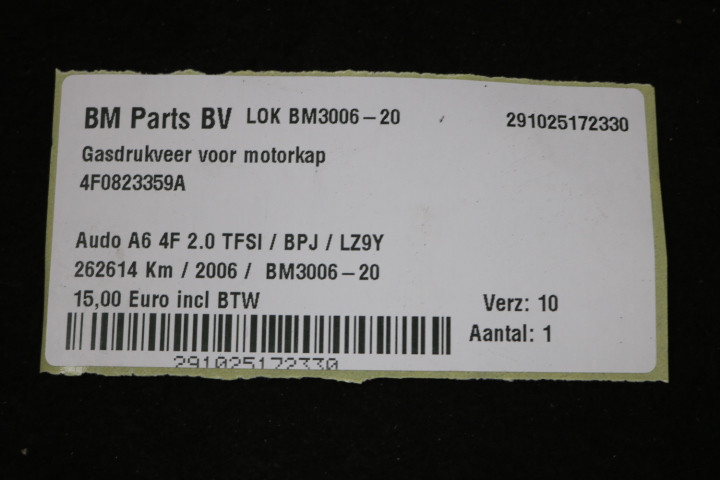 BM Parts BV LOK BM3006-20 291025172330
Gasdrukveer voor motorkap
4F0823359A
Audo A6 4F 2.0 TFSI / BPJ / LZ9Y
262614 Km / 2006 / BM3006-20
15,00 Euro incl BTW Verz: 10
Aantal: 1
291025172330